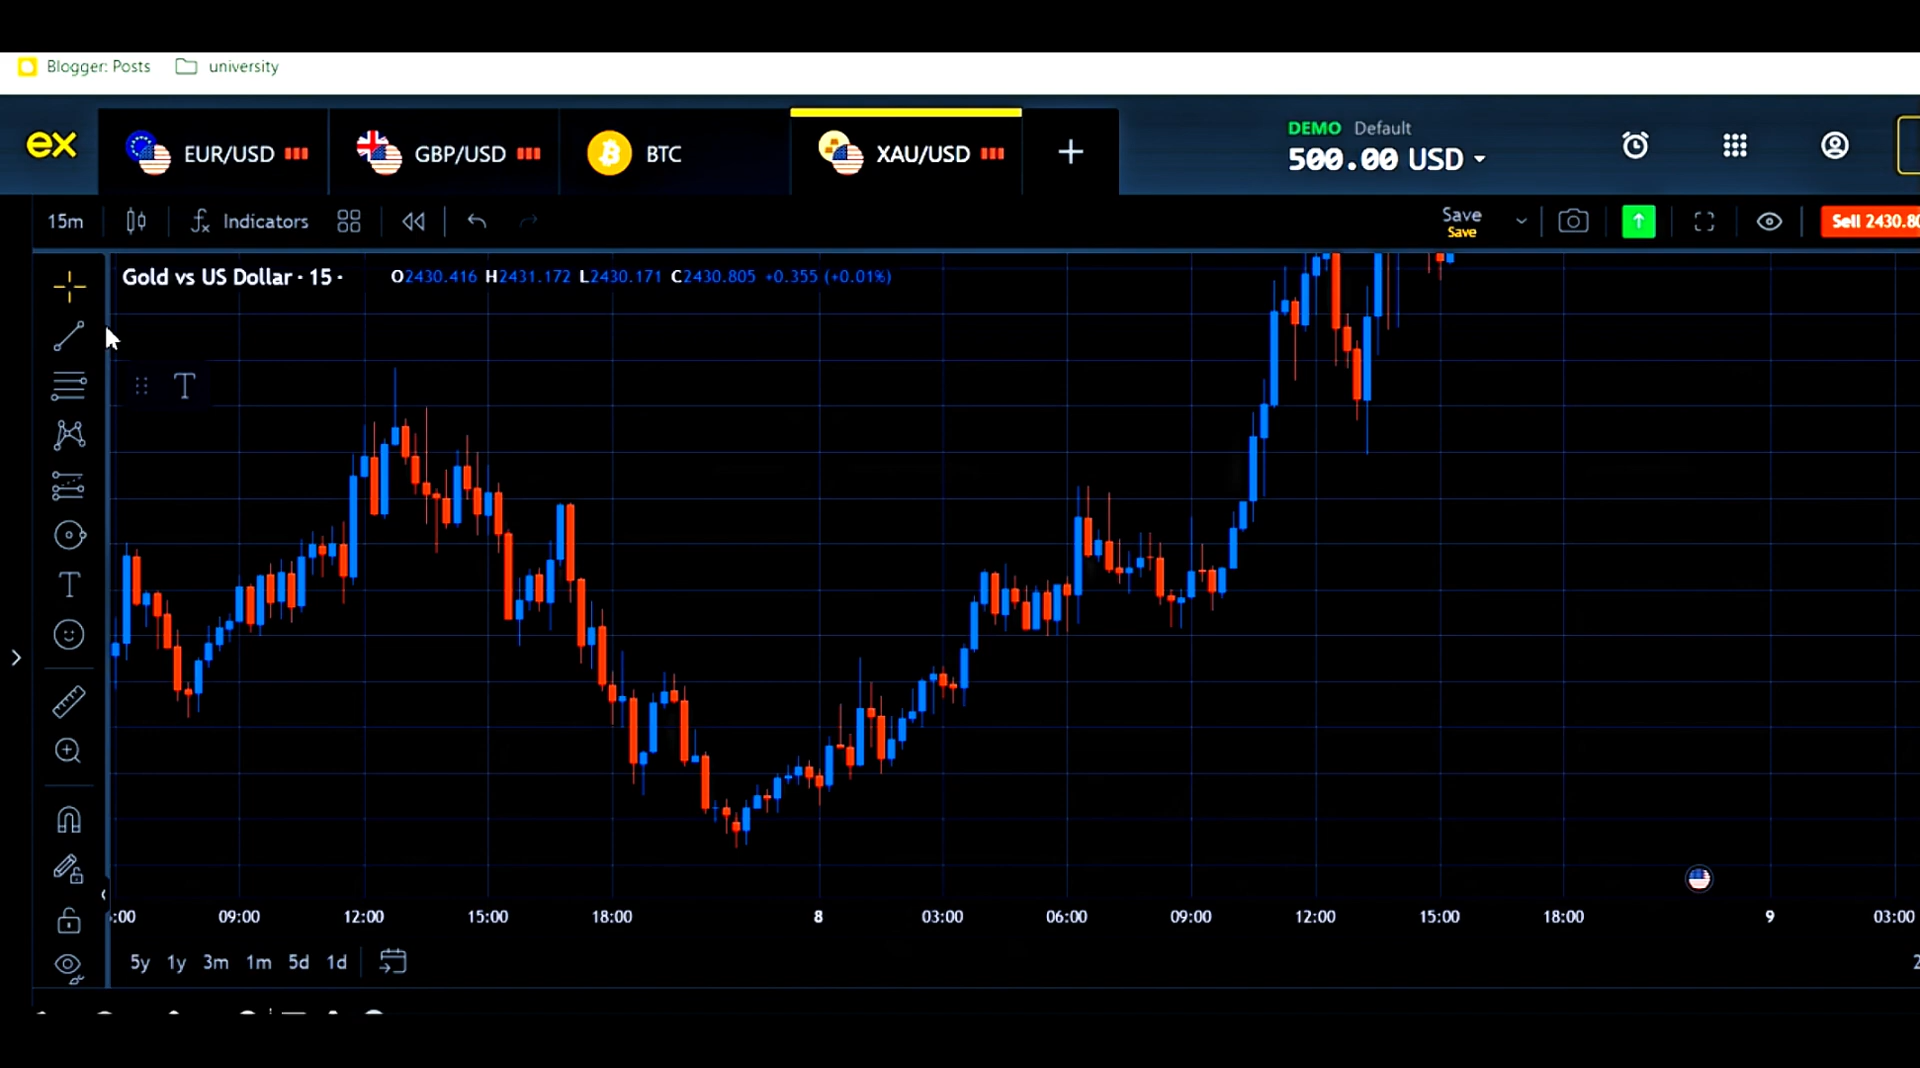 Blogger: Posts university
ex EUR/USD GBP/USD BTC XAU/USD + DEMO Default
500.00 USD
15m Indicators Save
Save
Sell 2430.80
Gold vs US Dollar · 15 · O2430.416 H2431.172 L2430.171 C2430.805 +0.355 (+0.01%)
T
T
:00 09:00 12:00 15:00 18:00 8 03:00 06:00 09:00 12:00 15:00 18:00 9 03:00
5y 1y 3m 1m 5d 1d 2